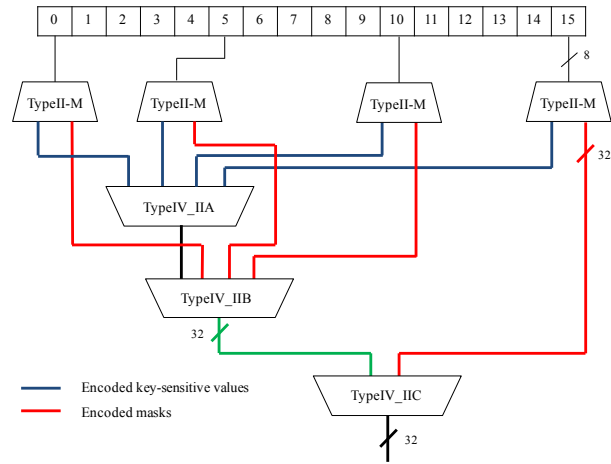 0 1 2 3 4 5 6 7 8 9 10 11 12 13 14 15
8
TypeII-M TypeII-M TypeII-M TypeII-M
32
TypeIV_IIA
TypeIV_IIB
32
Encoded key-sensitive values
TypeIV_IIC
Encoded masks
32